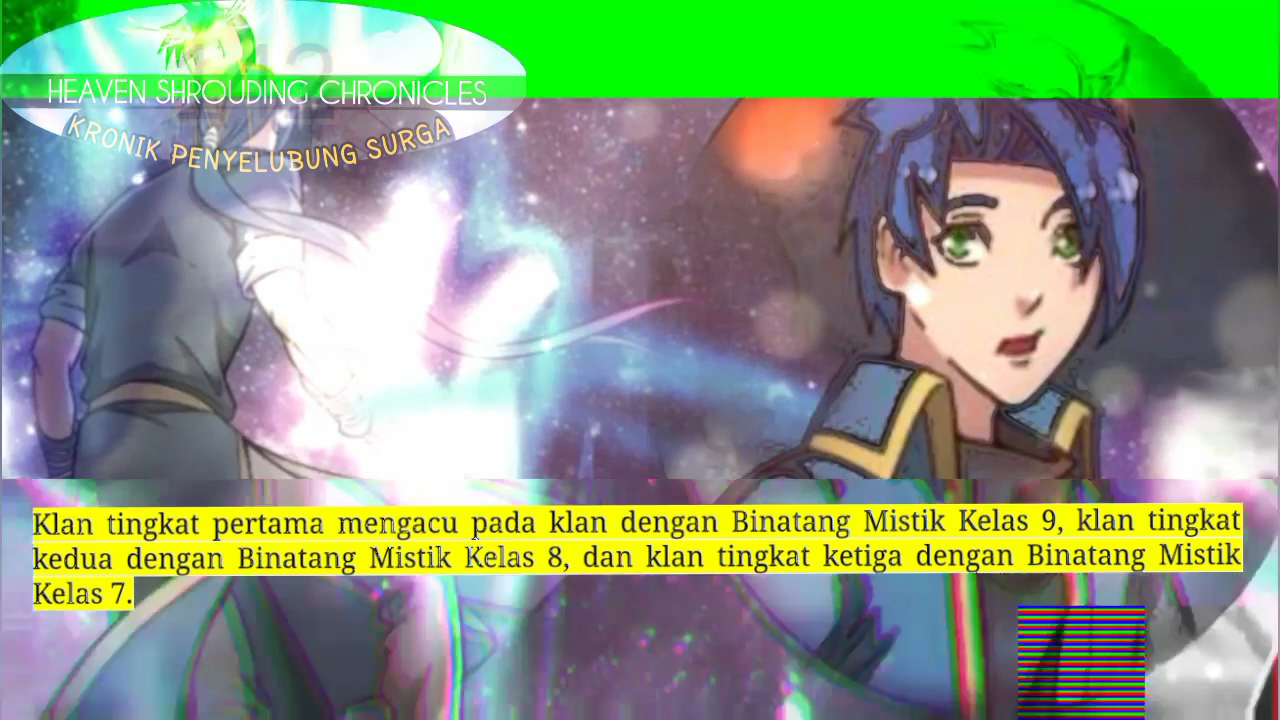 112
HEAVEN SHROUDING CHRONICLES
KRONIK PENYELUBUNG SURGA
Klan tingkat pertama mengacu pada klan dengan Binatang Mistik Kelas 9, klan tingkat
kedua dengan Binatang Mistik Kelas 8, dan klan tingkat ketiga dengan Binatang Mistik
Kelas 7.